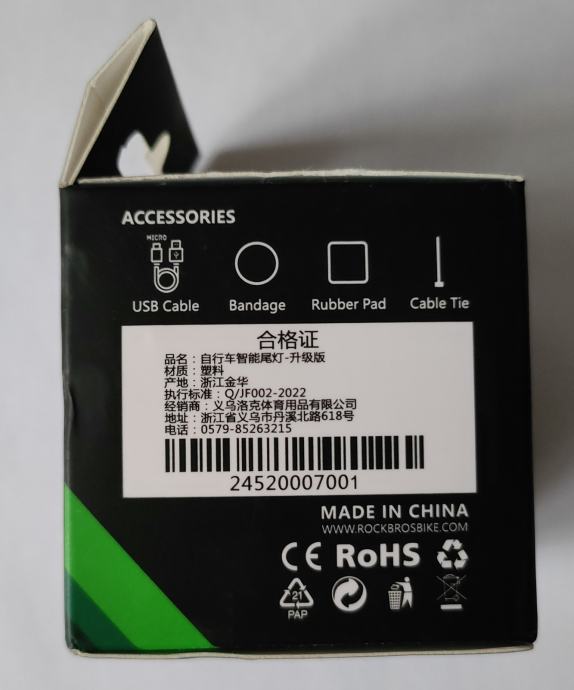 ACCESSORIES
MICRO
USB Cable Bandage Rubber Pad Cable Tie
合格证
品名：自行车智能尾灯-升级版
材质：塑料
产地：浙江金华
执行标准：Q/JF002-2022
经销商：义乌洛克体育用品有限公司
地址：浙江省义乌市丹溪北路618号
电话：0579-85263215
24520007001
MADE IN CHINA
WWW.ROCKBROSBIKE.COM
CE RoHS
21
PAP